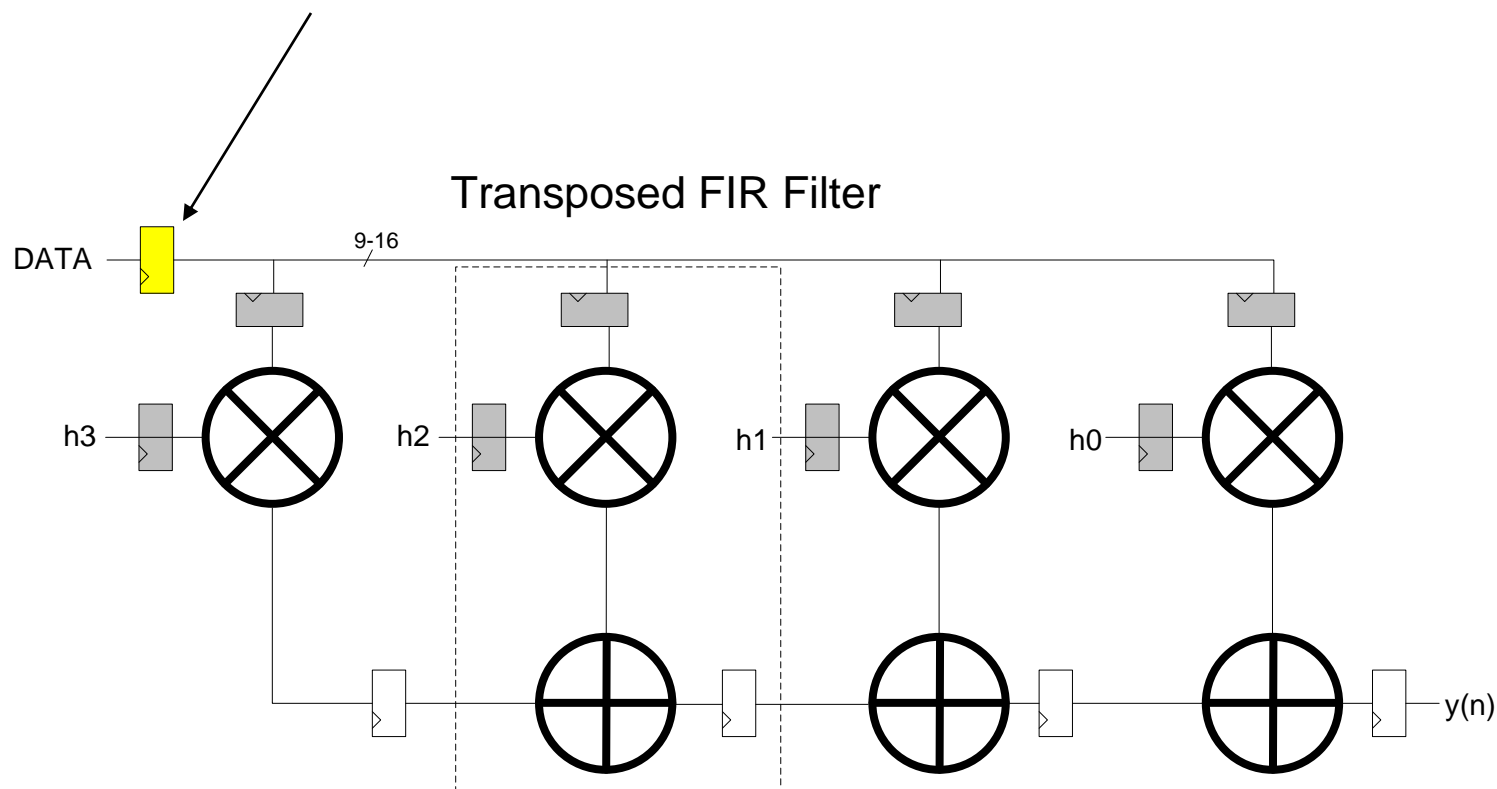 Transposed FIR Filter
DATA
9-16
h3
h2
h1
h0
y(n)